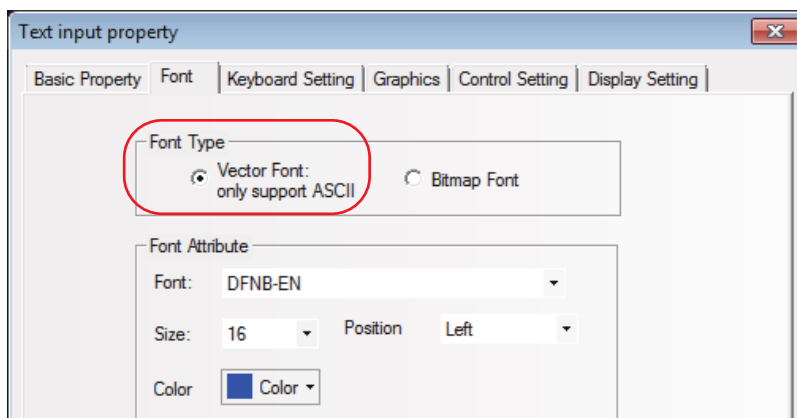 Text input property
Basic Property Font Keyboard Setting Graphics Control Setting Display Setting
Font Type
Vector Font: Bitmap Font
only support ASCII
Font Attribute
Font: DFNB-EN
Size: 16 Position Left
Color Color